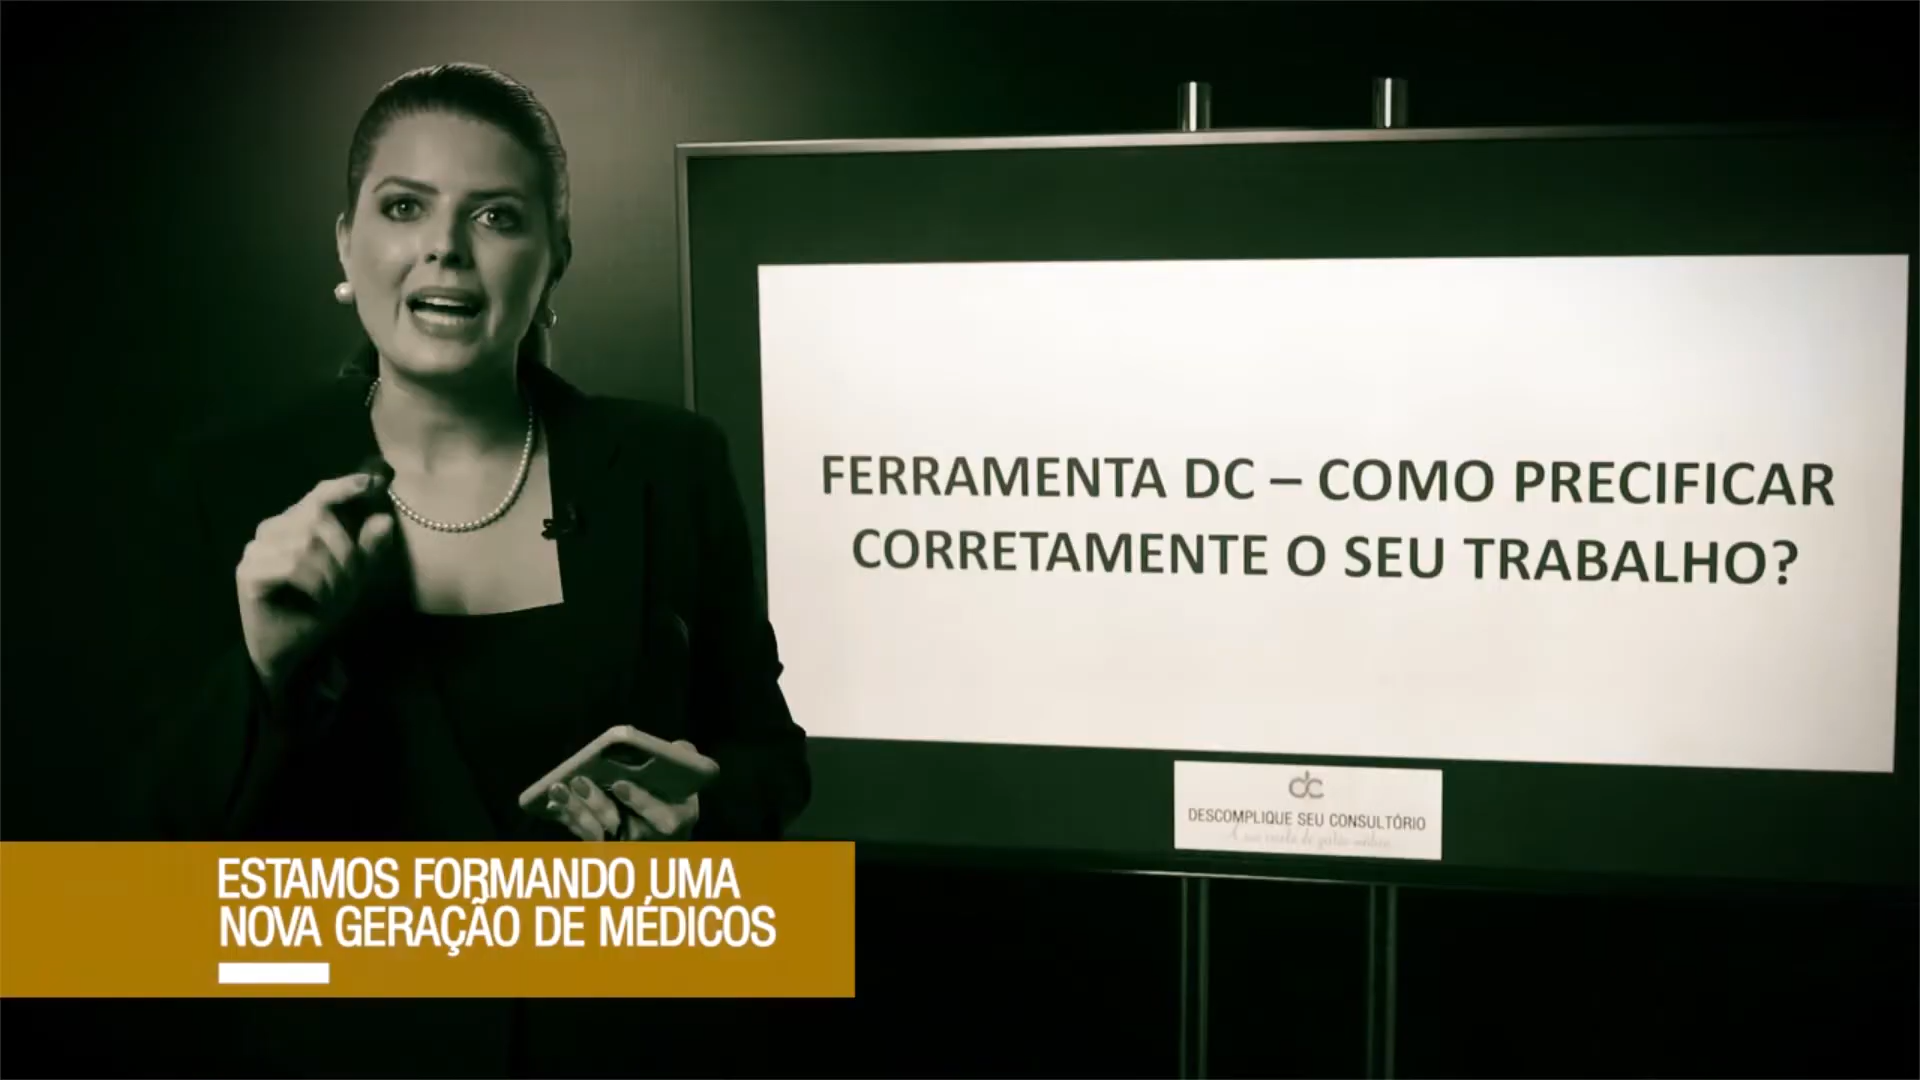 FERRAMENTA DC – COMO PRECIFICAR
CORRETAMENTE O SEU TRABALHO?
dc
DESCOMPLIQUE SEU CONSULTÓRIO
ESTAMOS FORMANDO UMA
NOVA GERAÇÃO DE MÉDICOS